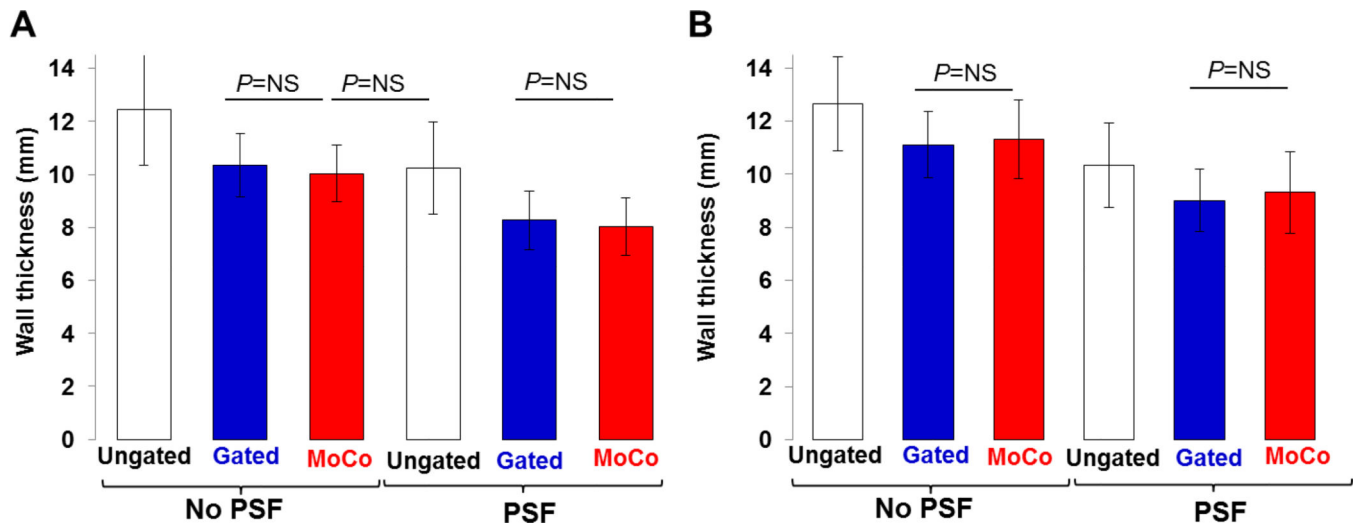 A
Wall thickness (mm)
14
12
10
8
6
4
2
0
P=NS
P=NS
P=NS
Ungated
Gated
MoCo
Ungated
Gated
MoCo
No PSF
PSF
B
Wall thickness (mm)
14
12
10
8
6
4
2
0
P=NS
P=NS
Ungated
Gated
MoCo
Ungated
Gated
MoCo
No PSF
PSF